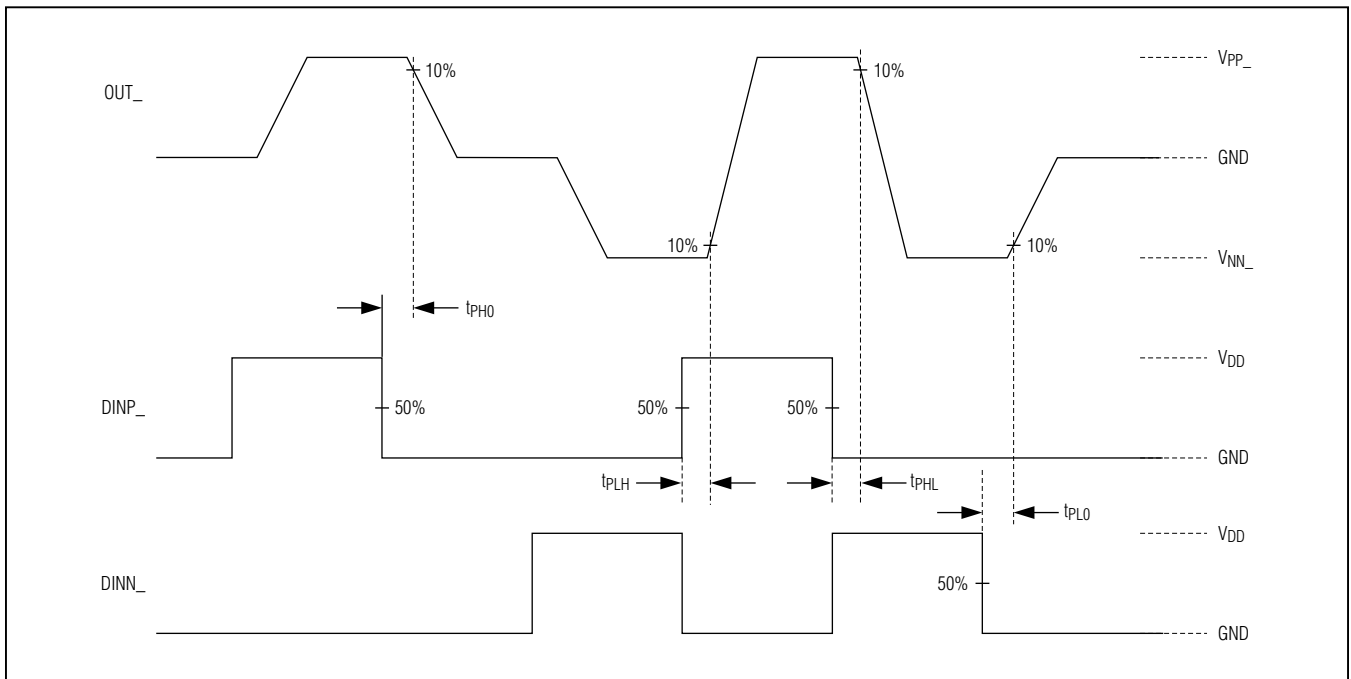 VPP_
10%
10%
OUT_
GND
10%
10%
VNN_
tPH0
VDD
DINP_
50%
50%
50%
GND
tPLH
tPHL
tPL0
VDD
DINN_
50%
GND